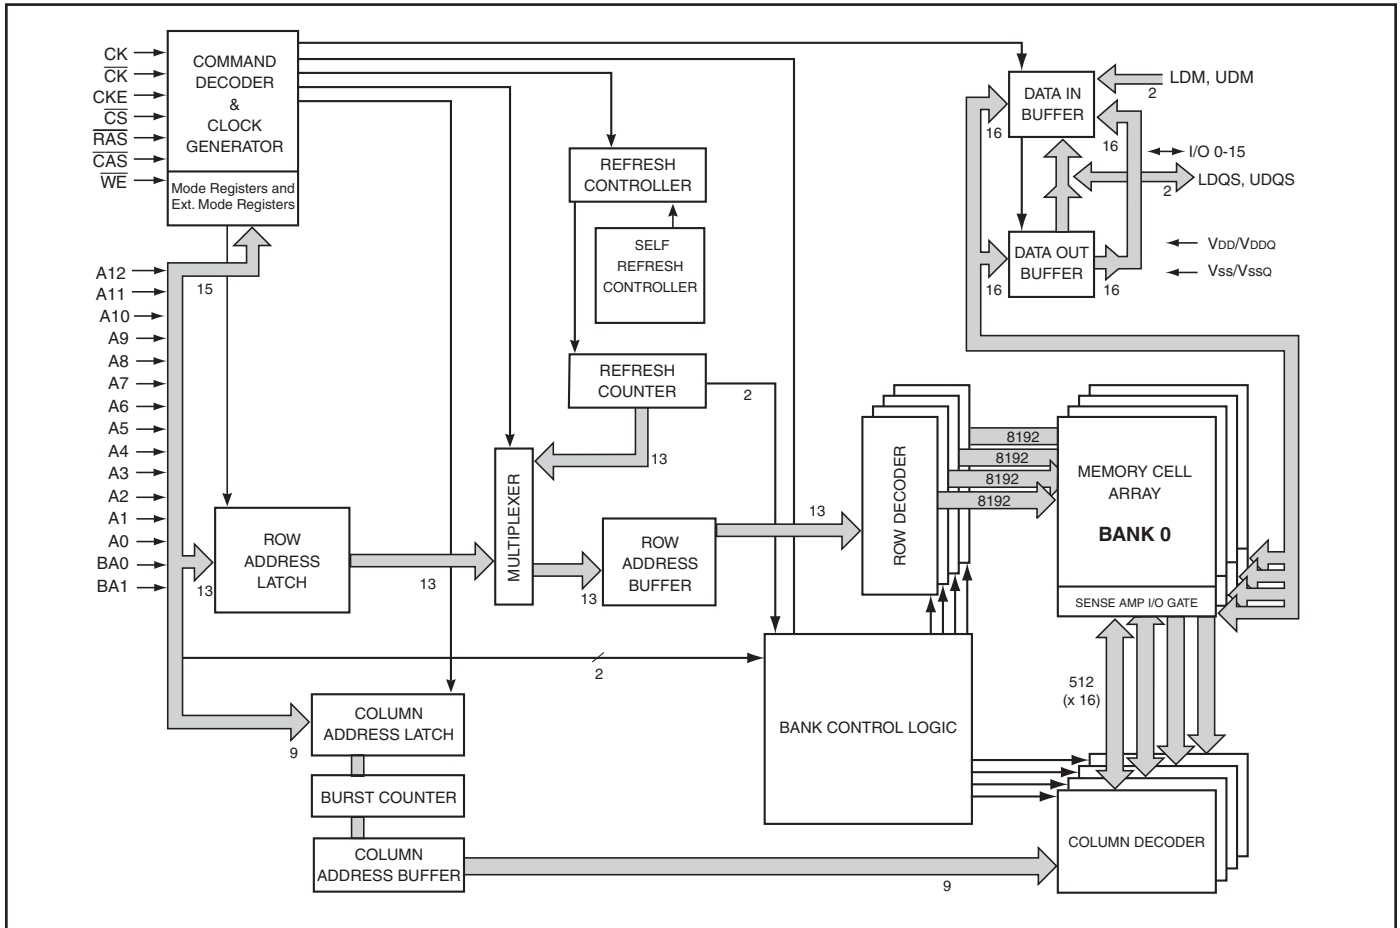 CK
CK
CKE
CS
RAS
CAS
WE
COMMAND
DECODER
&
CLOCK
GENERATOR
Mode Registers and
Ext. Mode Registers
A12
A11
A10
A9
A8
A7
A6
A5
A4
A3
A2
A1
A0
BA0
BA1
15
13
ROW
ADDRESS
LATCH
13
REFRESH
CONTROLLER
SELF
REFRESH
CONTROLLER
REFRESH
COUNTER
2
13
MULTIPLEXER
13
ROW
ADDRESS
BUFFER
13
ROW DECODER
8192
8192
8192
8192
MEMORY CELL
ARRAY
BANK 0
SENSE AMP I/O GATE
DATA IN
BUFFER
LDM, UDM
2
16
16
I/O 0-15
LDQS, UDQS
2
DATA OUT
BUFFER
16
16
VDD/VDDQ
Vss/VssQ
2
9
COLUMN
ADDRESS LATCH
BURST COUNTER
COLUMN
ADDRESS BUFFER
9
BANK CONTROL LOGIC
512
(x 16)
COLUMN DECODER